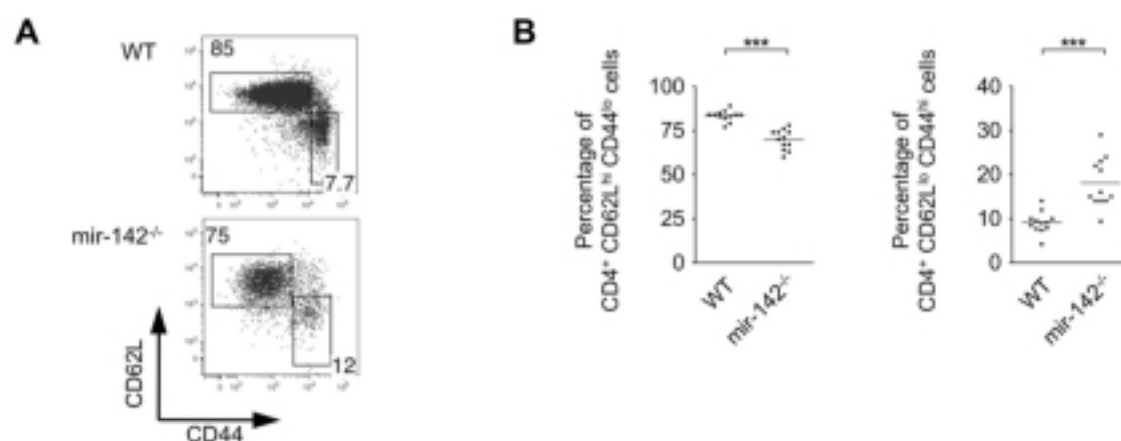 A
WT
85
7.7
mir-142⁻/⁻
75
12
CD62L
CD44
B
***
Percentage of
CD4⁺ CD62Lʰⁱ CD44ˡᵒ cells
100
75
50
25
0
WT
mir-142⁻/⁻
***
Percentage of
CD4⁺ CD62Lˡᵒ CD44ʰⁱ cells
40
30
20
10
0
WT
mir-142⁻/⁻